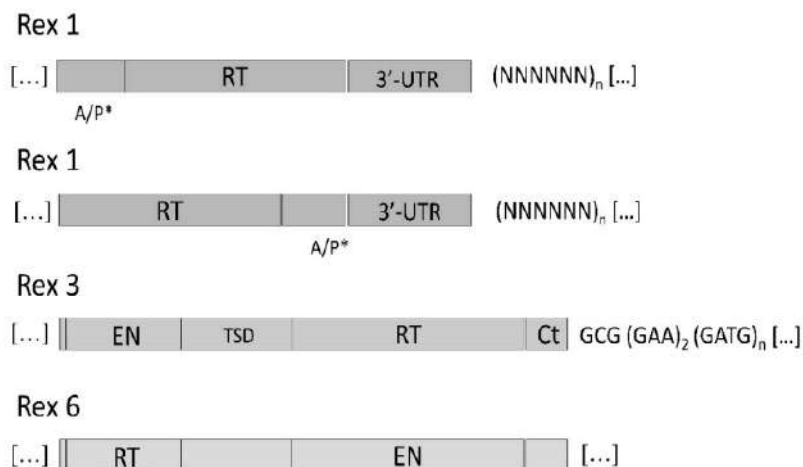 Rex 1
[...] RT 3'-UTR (NNNNNN)n [...]
A/P*
Rex 1
[...] RT 3'-UTR (NNNNNN)n [...]
A/P*
Rex 3
[...] EN TSD RT Ct GCG (GAA)2 (GATG)n [...]
Rex 6
[...] RT EN [...]